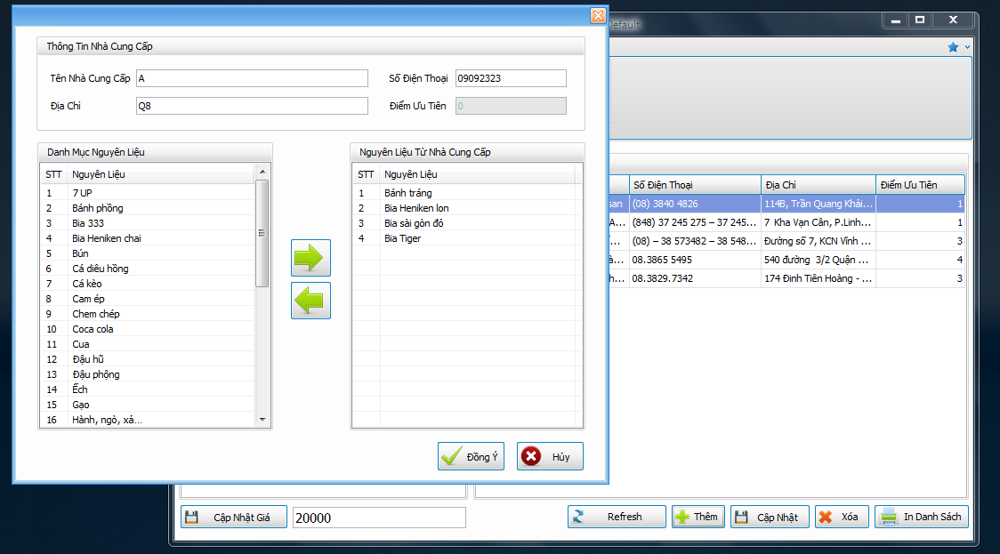 Default
Thông Tin Nhà Cung Cấp
Tên Nhà Cung Cấp A Số Điện Thoại 09092323
Địa Chỉ Q8 Điểm Ưu Tiên 0
Danh Mục Nguyên Liệu
STT Nguyên Liệu
1 7 UP
2 Bánh phồng
3 Bia 333
4 Bia Heniken chai
5 Bún
6 Cá diêu hồng
7 Cá kèo
8 Cam ép
9 Chem chép
10 Coca cola
11 Cua
12 Đậu hũ
13 Đậu phộng
14 Ếch
15 Gạo
16 Hành, ngò, xả...
Nguyên Liệu Từ Nhà Cung Cấp
STT Nguyên Liệu
1 Bánh tráng
2 Bia Heniken lon
3 Bia sài gòn đỏ
4 Bia Tiger
Đồng Ý Hủy
Số Điện Thoại Địa Chỉ Điểm Ưu Tiên
san (08) 3840 4826 114B, Trần Quang Khải... 1
A... (848) 37 245 275 – 37 245... 7 Kha Vạn Cân, P.Linh... 1
... (08) – 38 573482 – 38 548... Đường số 7, KCN Vĩnh ... 3
à... 08.3865 5495 540 đường 3/2 Quận ... 4
h... 08.3829.7342 174 Đinh Tiên Hoàng - ... 3
Cập Nhật Giá 20000 Refresh Thêm Cập Nhật Xóa In Danh Sách